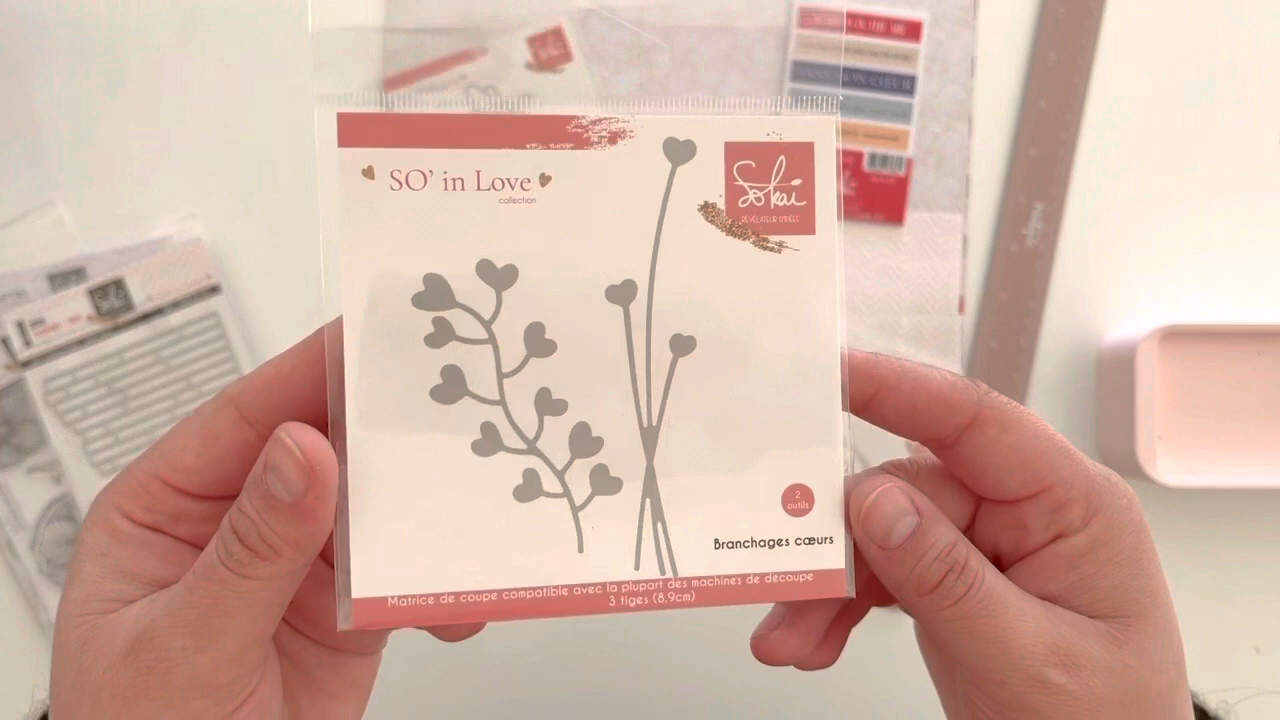 SO' in Love
collection
Sokai
RÉVÉLATEUR D'IDÉES
2
outils
Branchages cœurs
Matrice de coupe compatible avec la plupart des machines de découpe
3 tiges (8.9cm)